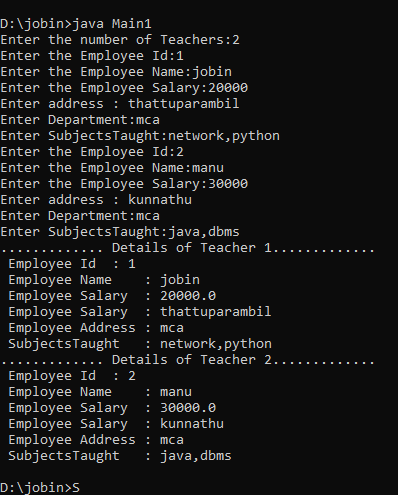 D:\jobin>java Main1
Enter the number of Teachers:2
Enter the Employee Id:1
Enter the Employee Name:jobin
Enter the Employee Salary:20000
Enter address : thattuparambil
Enter Department:mca
Enter SubjectsTaught:network,python
Enter the Employee Id:2
Enter the Employee Name:manu
Enter the Employee Salary:30000
Enter address : kunnathu
Enter Department:mca
Enter SubjectsTaught:java,dbms
............. Details of Teacher 1.............
 Employee Id  : 1
 Employee Name    : jobin
 Employee Salary  : 20000.0
 Employee Salary  : thattuparambil
 Employee Address : mca
 SubjectsTaught   : network,python
............. Details of Teacher 2.............
 Employee Id  : 2
 Employee Name    : manu
 Employee Salary  : 30000.0
 Employee Salary  : kunnathu
 Employee Address : mca
 SubjectsTaught   : java,dbms
D:\jobin>S